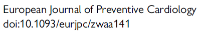 European Journal of Preventive Cardiology
doi:10.1093/eurjpc/zwaa141